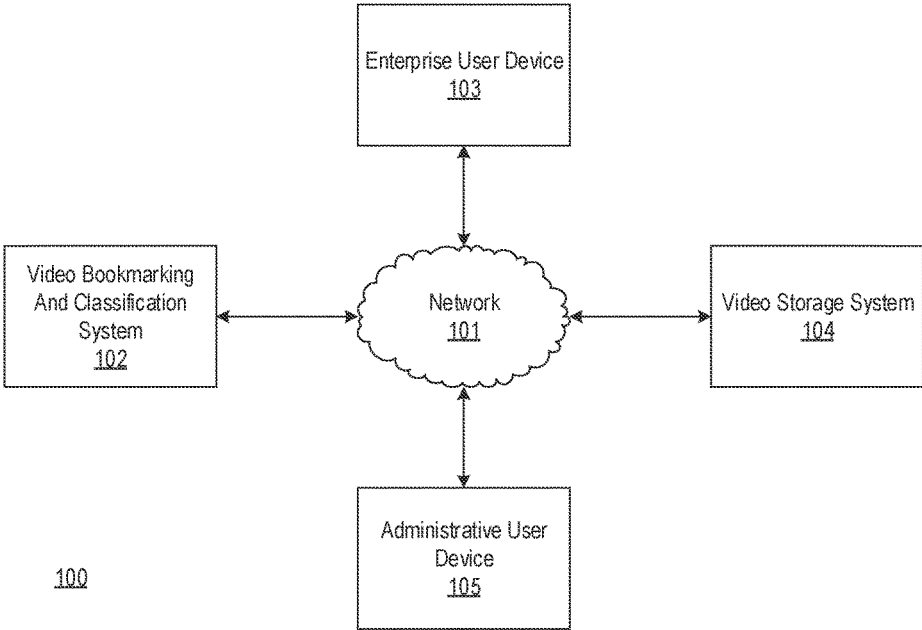 Enterprise User Device
103
Video Bookmarking
And Classification
System
102
Network
101
Video Storage System
104
Administrative User
Device
105
100